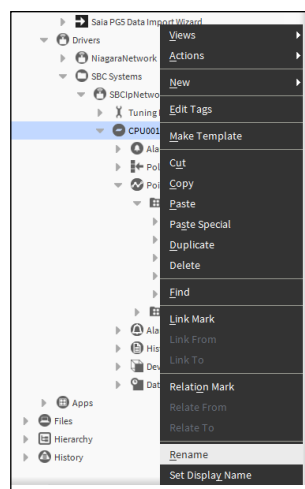 Saia PG5 Data Import Wizard
Drivers
NiagaraNetwork
SBC Systems
SBCIpNetwo
Tuning
CPU001
Ala
Pol
Poi
Ala
His
Dev
Dat
Apps
Files
Hierarchy
History
Views
Actions
New
Edit Tags
Make Template
Cut
Copy
Paste
Paste Special
Duplicate
Delete
Find
Link Mark
Link From
Link To
Relation Mark
Relate From
Relate To
Rename
Set Display Name